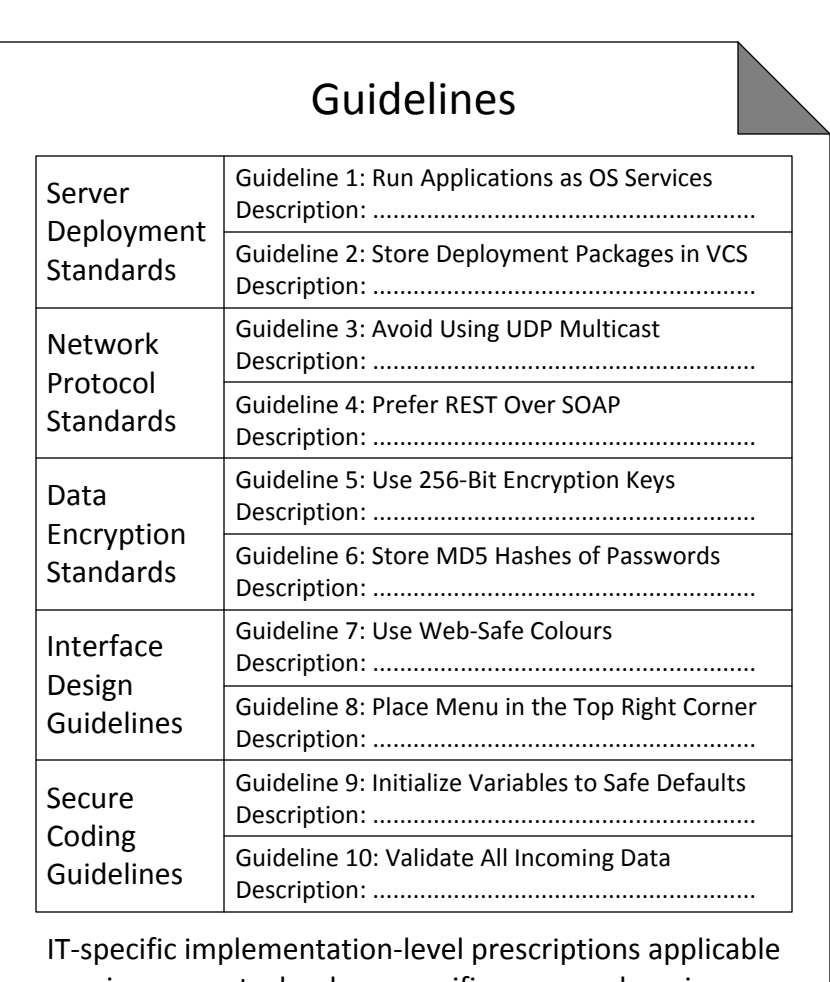 Guidelines
Server
Deployment
Standards
Guideline 1: Run Applications as OS Services
Description: .........................................................
Guideline 2: Store Deployment Packages in VCS
Description: .........................................................
Network
Protocol
Standards
Guideline 3: Avoid Using UDP Multicast
Description: .........................................................
Guideline 4: Prefer REST Over SOAP
Description: .........................................................
Data
Encryption
Standards
Guideline 5: Use 256-Bit Encryption Keys
Description: .........................................................
Guideline 6: Store MD5 Hashes of Passwords
Description: .........................................................
Interface
Design
Guidelines
Guideline 7: Use Web-Safe Colours
Description: .........................................................
Guideline 8: Place Menu in the Top Right Corner
Description: .........................................................
Secure
Coding
Guidelines
Guideline 9: Initialize Variables to Safe Defaults
Description: .........................................................
Guideline 10: Validate All Incoming Data
Description: .........................................................
IT-specific implementation-level prescriptions applicable